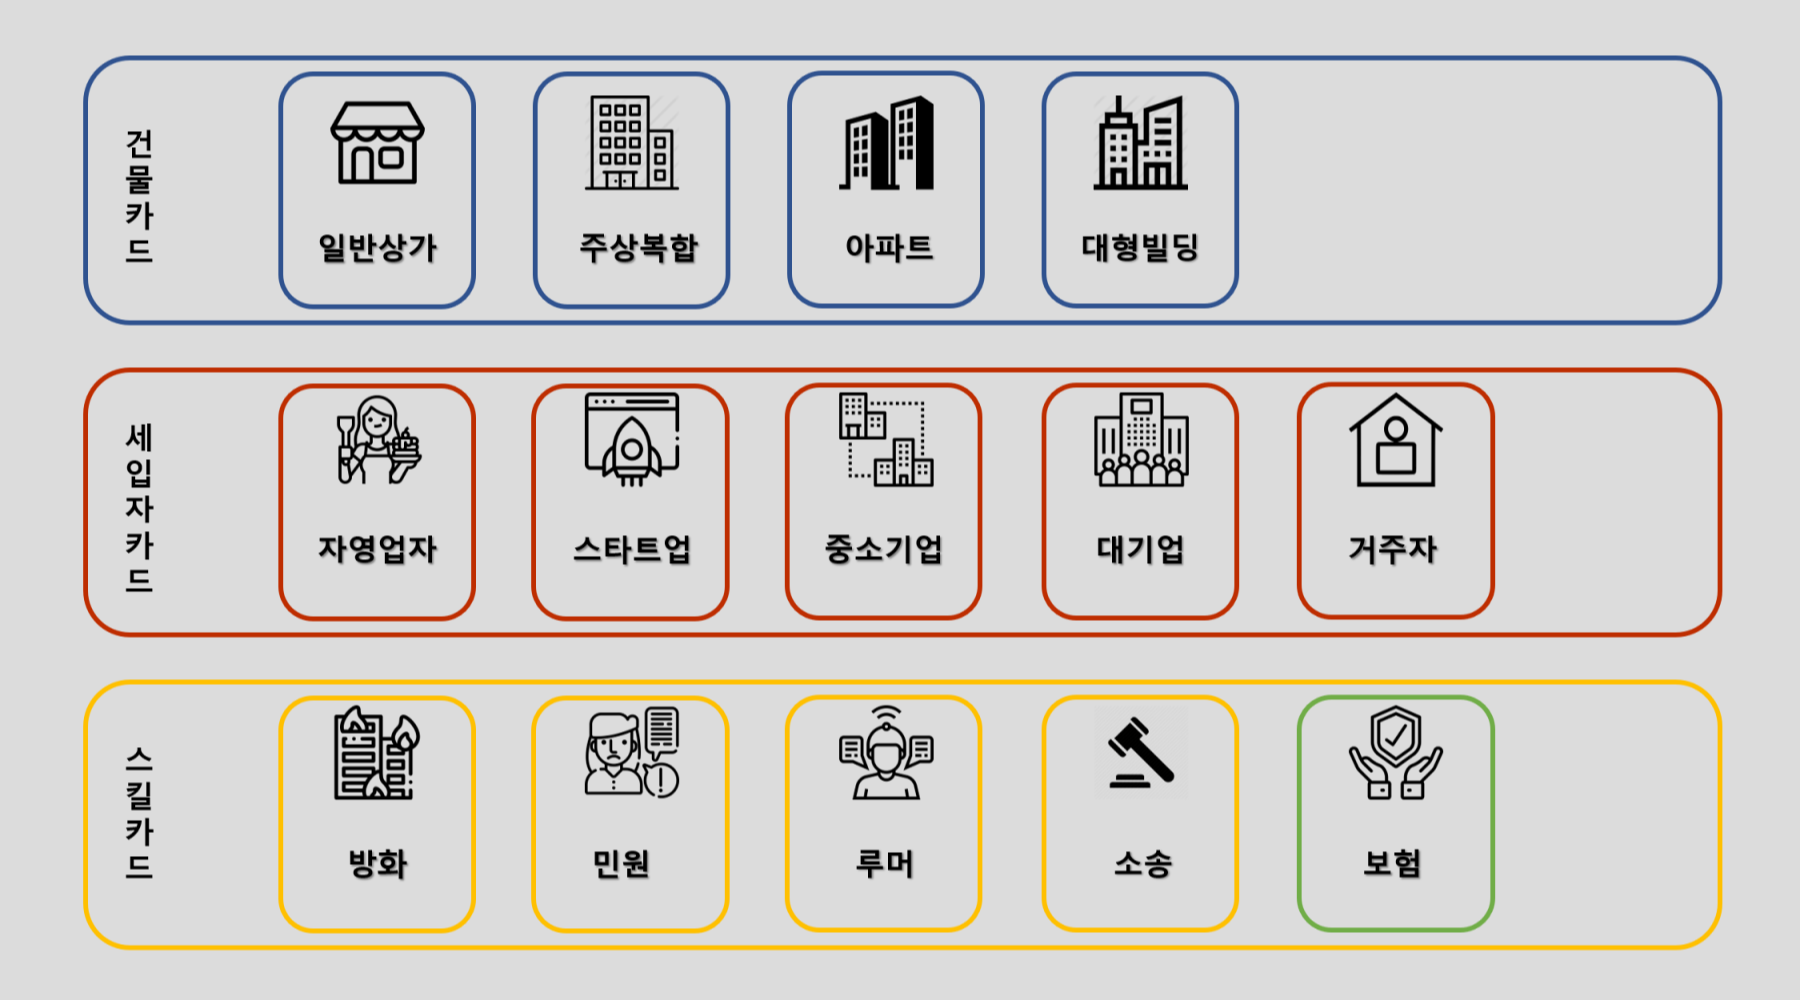 건물카드
일반상가
주상복합
아파트
대형빌딩
세입자카드
자영업자
스타트업
중소기업
대기업
거주자
스킬카드
방화
민원
루머
소송
보험